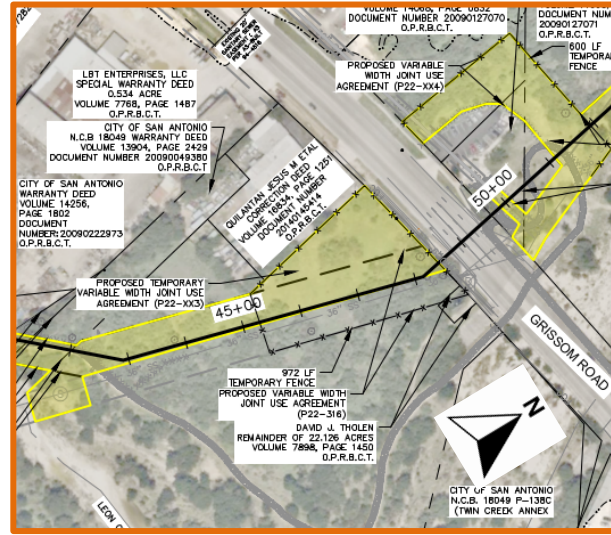 VOLUME 14068, PAGE 0832
DOCUMENT NUMBER 20090127070
O.P.R.B.C.T.
DOCUMENT NUM
20090127071
O.P.R.B.C.T.
600 LF
TEMPORA
FENCE
PROPOSED VARIABLE
WIDTH JOINT USE
AGREEMENT (P22-XX4)
LBT ENTERPRISES, LLC
SPECIAL WARRANTY DEED
0.534 ACRE
VOLUME 7768, PAGE 1487
O.P.R.B.C.T.
CITY OF SAN ANTONIO
N.C.B 18049 WARRANTY DEED
VOLUME 13904, PAGE 2429
DOCUMENT NUMBER 20090049380
O.P.R.B.C.T
CITY OF SAN ANTONIO
WARRANTY DEED
VOLUME 14256,
PAGE 1802
DOCUMENT
NUMBER: 20090222973
O.P.R.B.C.T.
QUILANTAN JESUS M ETAL
CORRECTION DEED
VOLUME 16834, PAGE 1251
DOCUMENT NUMBER
20140145414
O.P.R.B.C.T.
50+00
PROPOSED TEMPORARY
VARIABLE WIDTH JOINT USE
AGREEMENT (P22-XX3)
45+00
GRISSOM ROAD
972 LF
TEMPORARY FENCE
PROPOSED VARIABLE WIDTH
JOINT USE AGREEMENT
(P22-316)
DAVID J. THOLEN
REMAINDER OF 22.126 ACRES
VOLUME 7898, PAGE 1450
O.P.R.B.C.T.
N
CITY OF SAN ANTONIO
N.C.B. 18049 P-138C
(TWIN CREEK ANNEX
LEON C